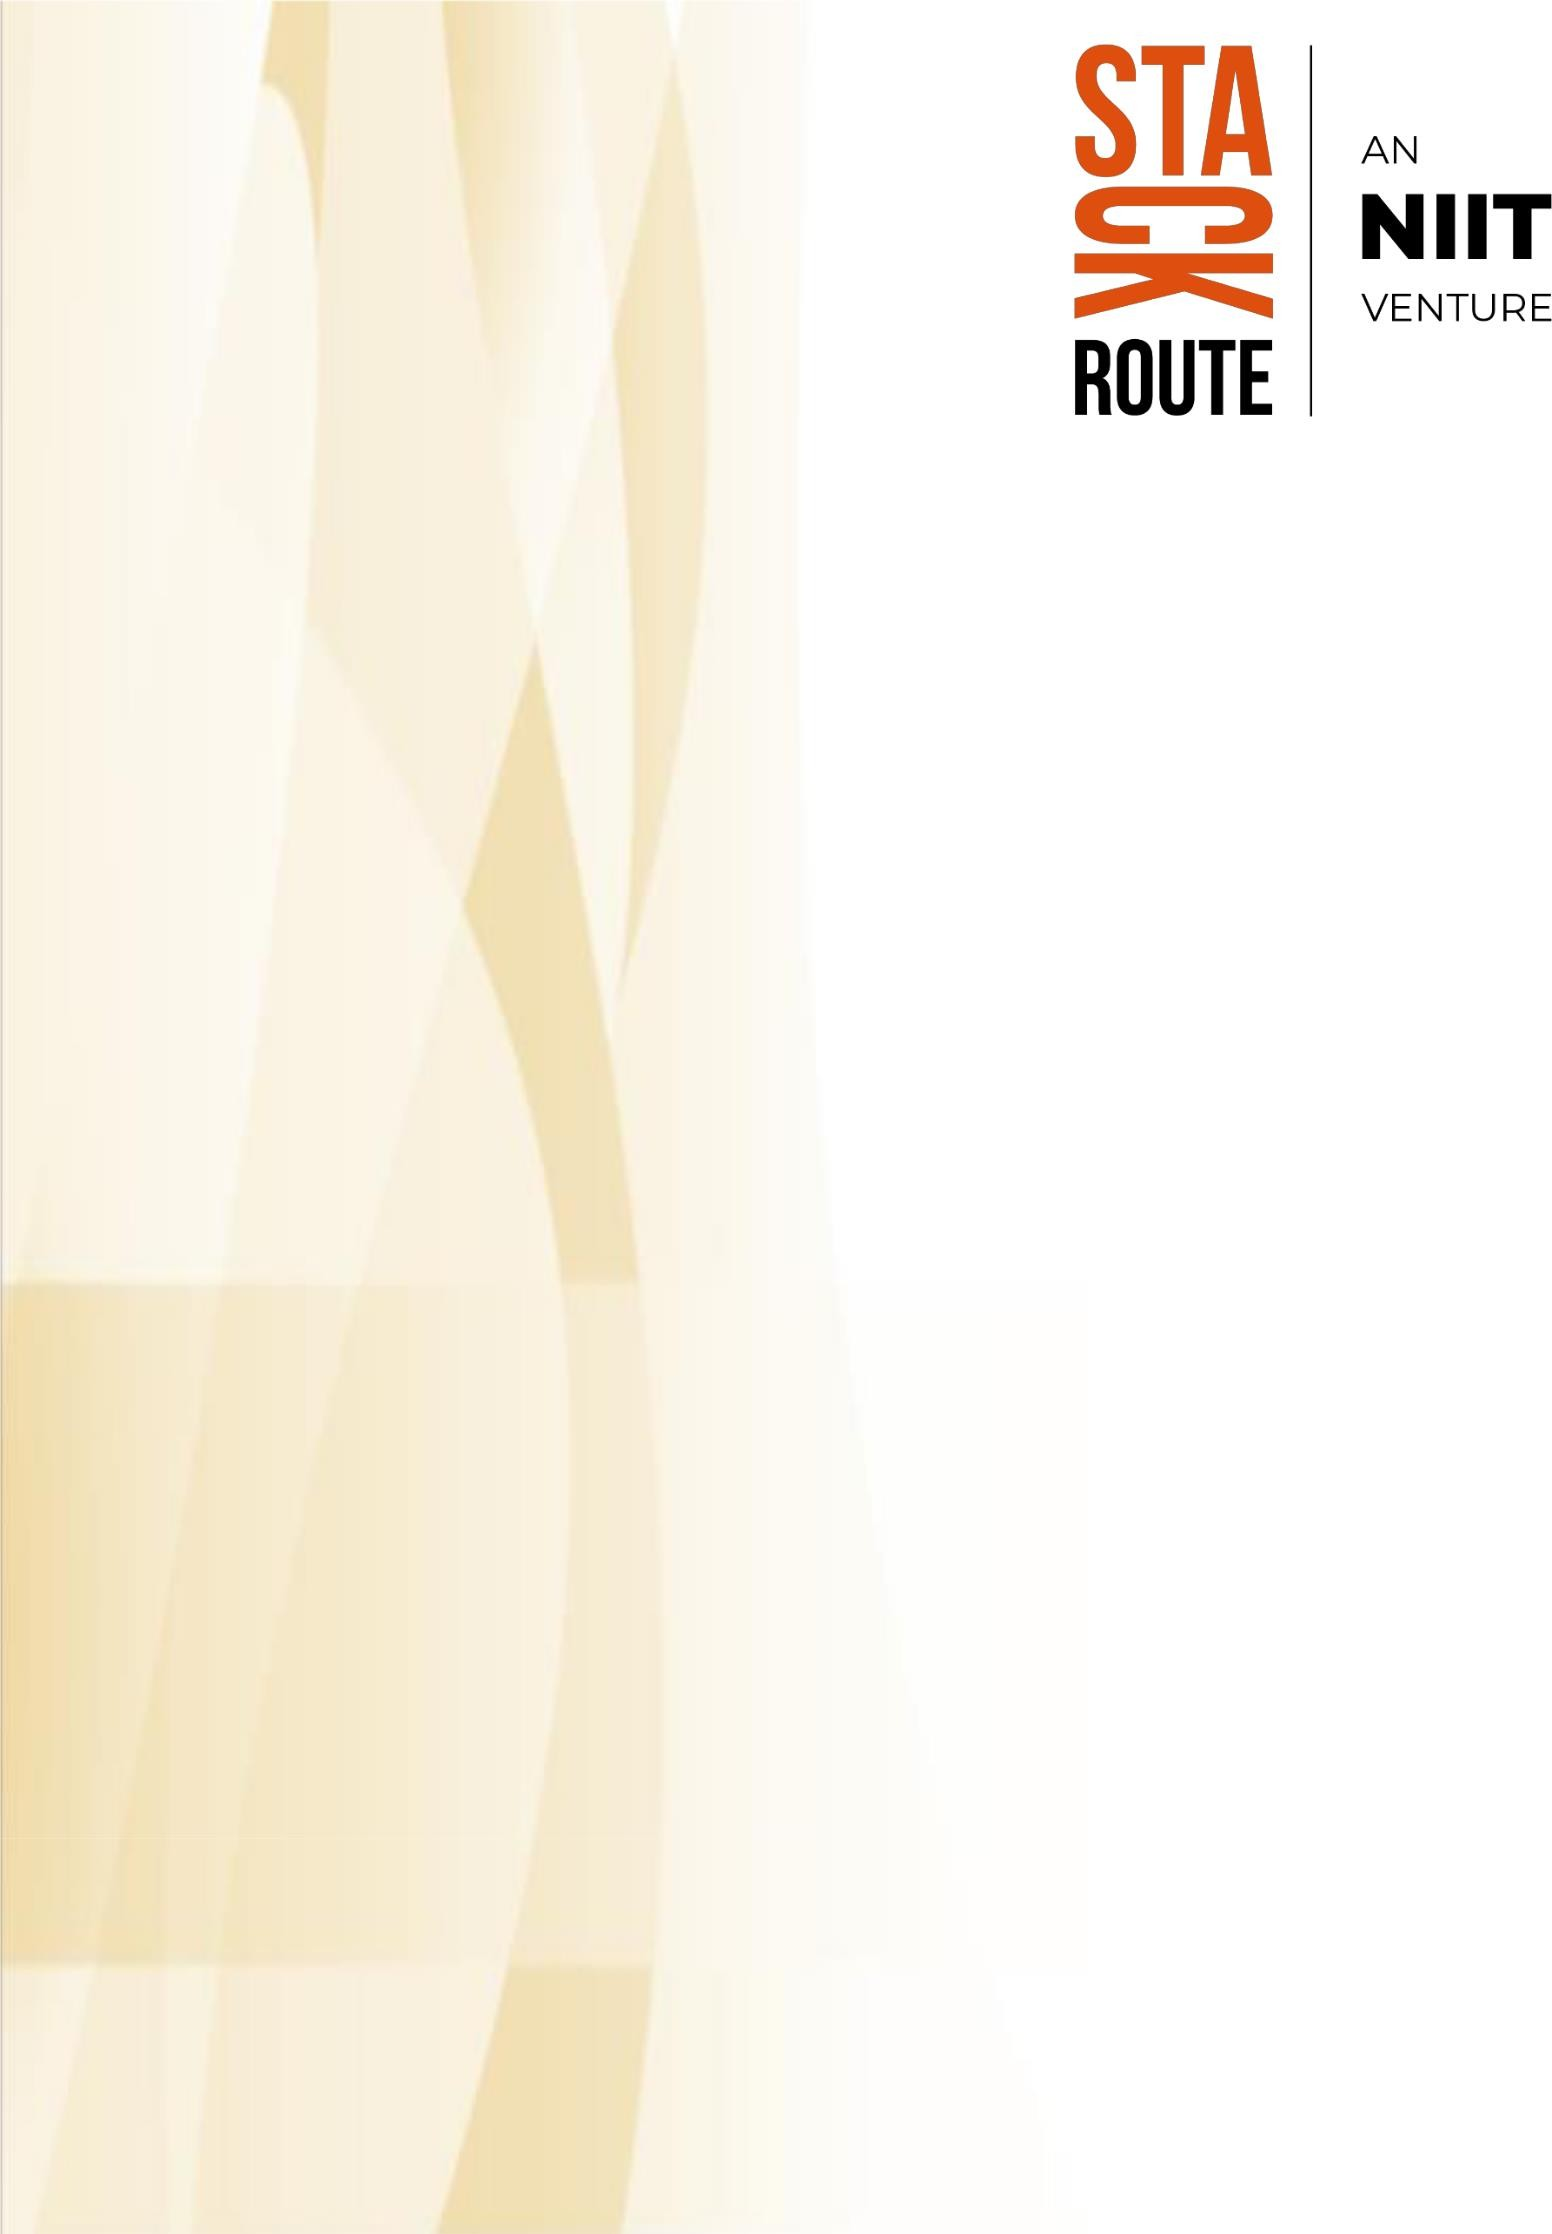 STA
CK
ROUTE
AN
NIIT
VENTURE